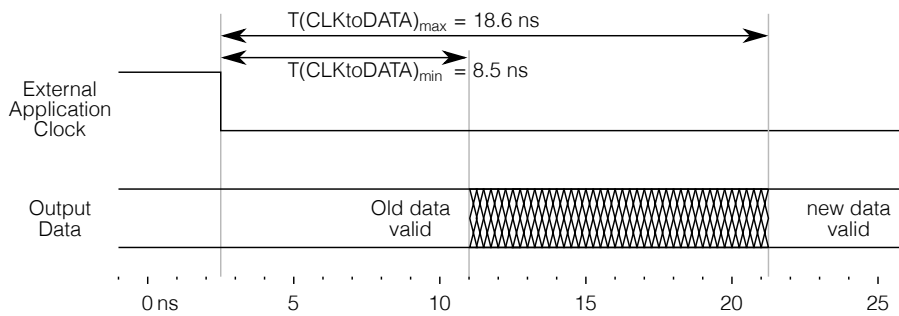 T(CLKtoDATA)max = 18.6 ns
T(CLKtoDATA)min = 8.5 ns
External
Application
Clock
Output
Data
Old data
valid
new data
valid
0 ns 5 10 15 20 25